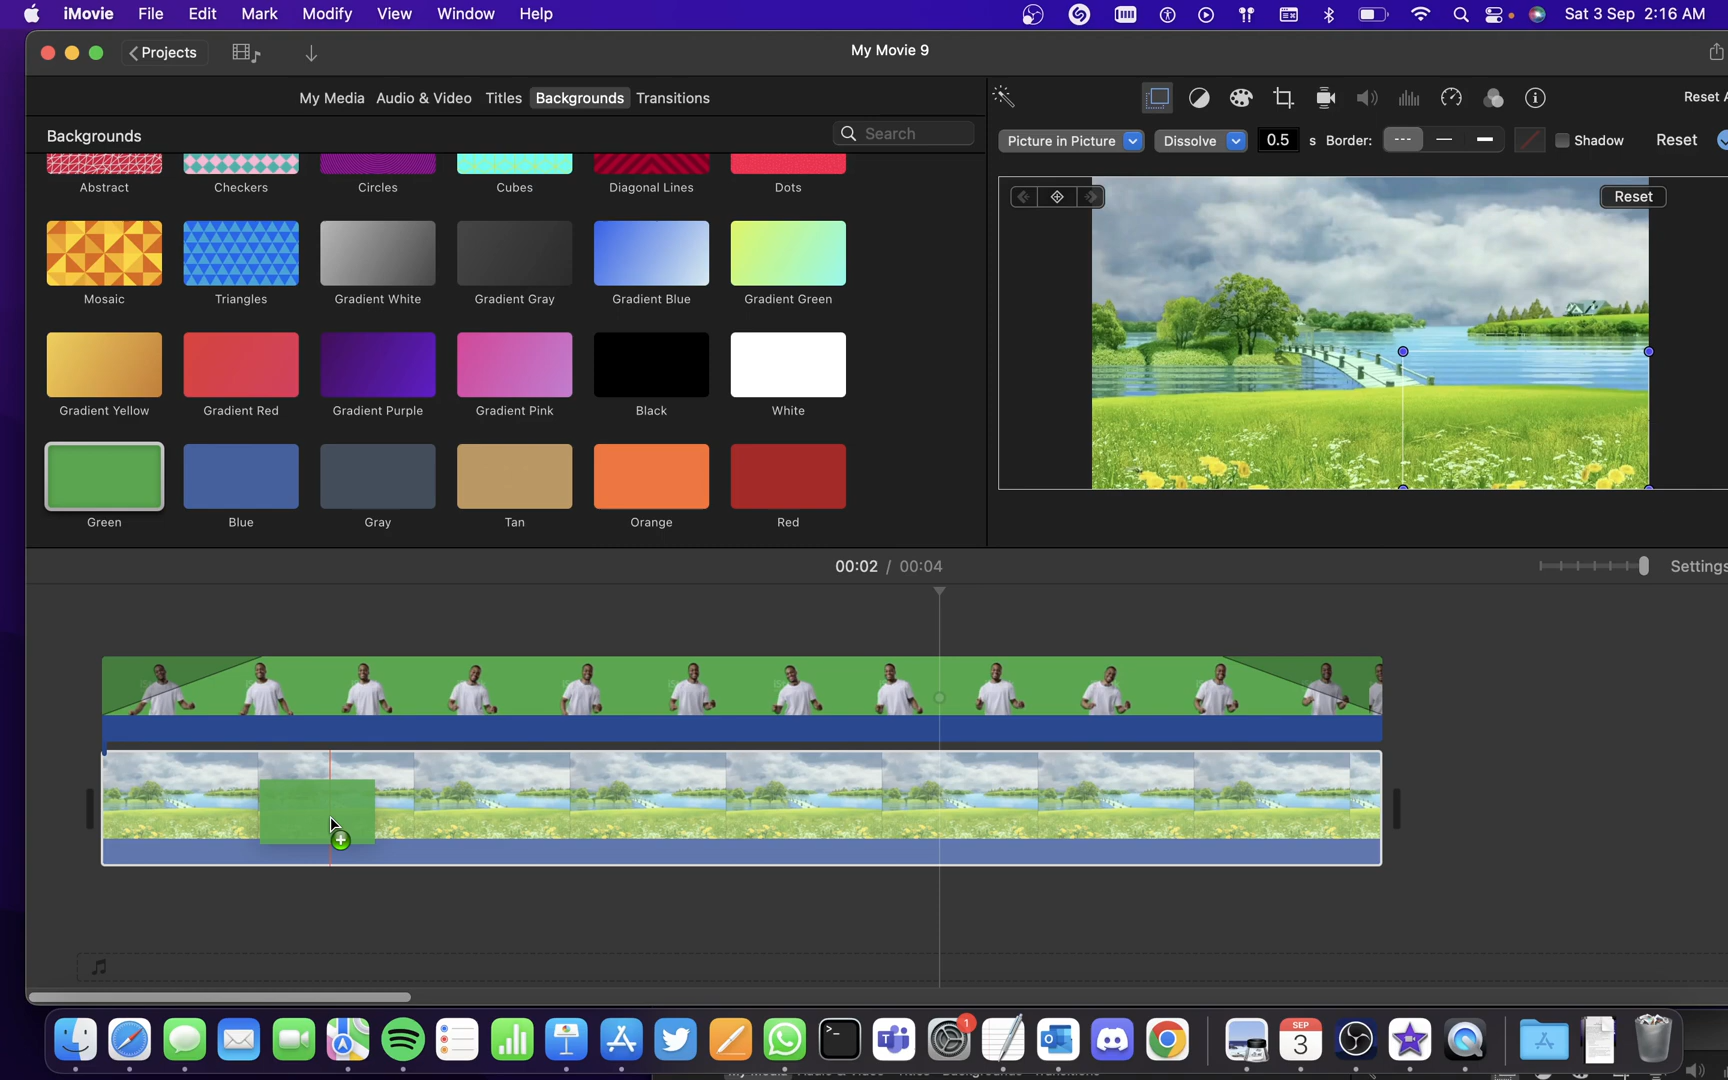 iMovie File Edit Mark Modify View Window Help Sat 3 Sep 2:16 AM
Projects My Movie 9
My Media Audio & Video Titles Backgrounds Transitions Reset A
Backgrounds Search Picture in Picture Dissolve 0.5 s Border: Shadow Reset
Abstract Checkers Circles Cubes Diagonal Lines Dots
Reset
Mosaic Triangles Gradient White Gradient Gray Gradient Blue Gradient Green
Gradient Yellow Gradient Red Gradient Purple Gradient Pink Black White
Green Blue Gray Tan Orange Red
00:02 / 00:04 Settings
SEP
3
1